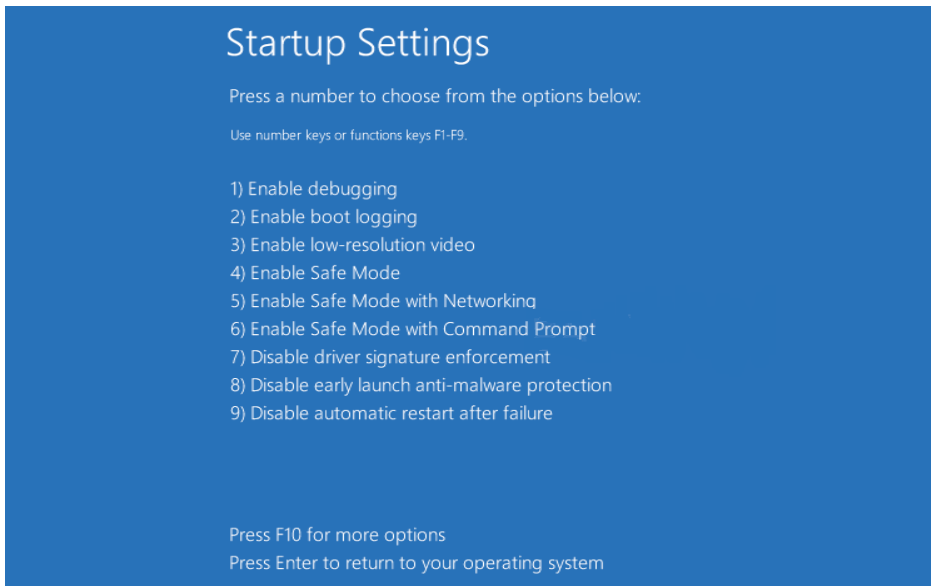 Startup Settings
Press a number to choose from the options below:
Use number keys or functions keys F1-F9.
1) Enable debugging
2) Enable boot logging
3) Enable low-resolution video
4) Enable Safe Mode
5) Enable Safe Mode with Networking
6) Enable Safe Mode with Command Prompt
7) Disable driver signature enforcement
8) Disable early launch anti-malware protection
9) Disable automatic restart after failure
Press F10 for more options
Press Enter to return to your operating system